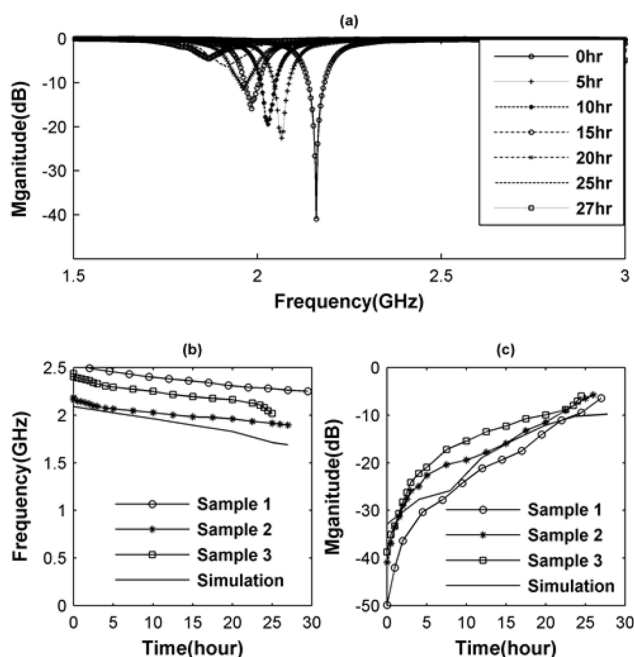 (a)
0
-10
-20
-30
-40
Mganitude(dB)
0hr
5hr
10hr
15hr
20hr
25hr
27hr
1.5 2 2.5 3
Frequency(GHz)
(b)
2.5
2
1.5
1
0.5
0
Frequency(GHz)
Sample 1
Sample 2
Sample 3
Simulation
0 5 10 15 20 25 30
Time(hour)
(c)
0
-10
-20
-30
-40
-50
Mganitude(dB)
Sample 1
Sample 2
Sample 3
Simulation
0 5 10 15 20 25 30
Time(hour)